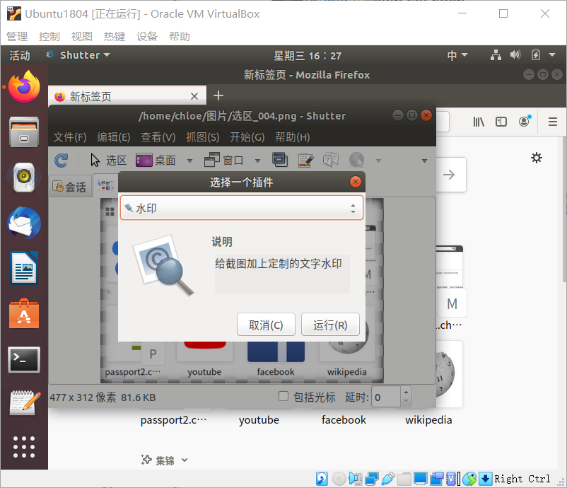 Ubuntu1804 [正在运行] - Oracle VM VirtualBox
管理 控制 视图 热键 设备 帮助
活动 Shutter 星期三 16：27 中
新标签页 - Mozilla Firefox
新标签页
/home/chloe/图片/选区_004.png - Shutter
文件(F) 编辑(E) 查看(V) 抓图(S) 开始(G) 帮助(H)
选区 桌面 窗口
会话
选择一个插件
水印
说明
给截图加上定制的文字水印
取消(C) 运行(R)
P
M
.ch...
passport2.c... youtube facebook wikipedia
477 x 312 像素 81.6 KB 包括光标 延时: 0
passport2.c... youtube facebook wikipedia
集锦
Right Ctrl